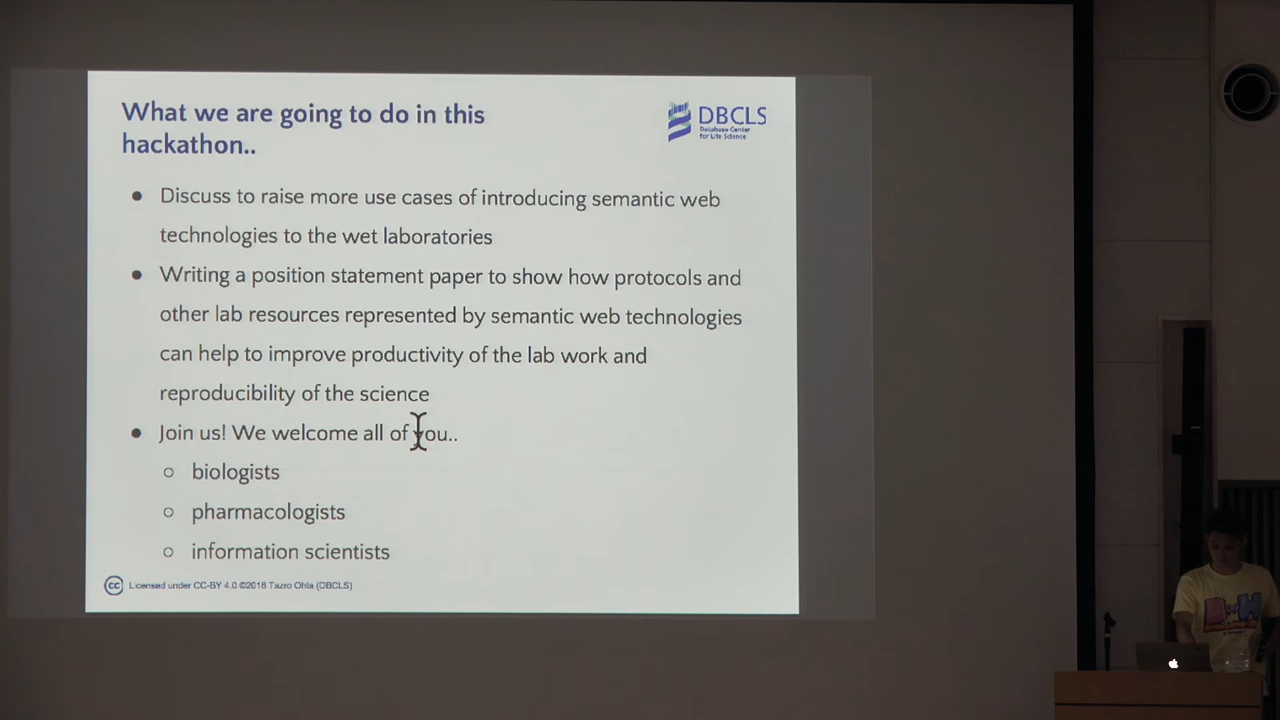 What we are going to do in this
hackathon..
DBCLS
Database Center
for Life Science
● Discuss to raise more use cases of introducing semantic web
technologies to the wet laboratories
● Writing a position statement paper to show how protocols and
other lab resources represented by semantic web technologies
can help to improve productivity of the lab work and
reproducibility of the science
● Join us! We welcome all of you..
○ biologists
○ pharmacologists
○ information scientists
cc Licensed under CC-BY 4.0 ©2016 Tazro Ohta (DBCLS)